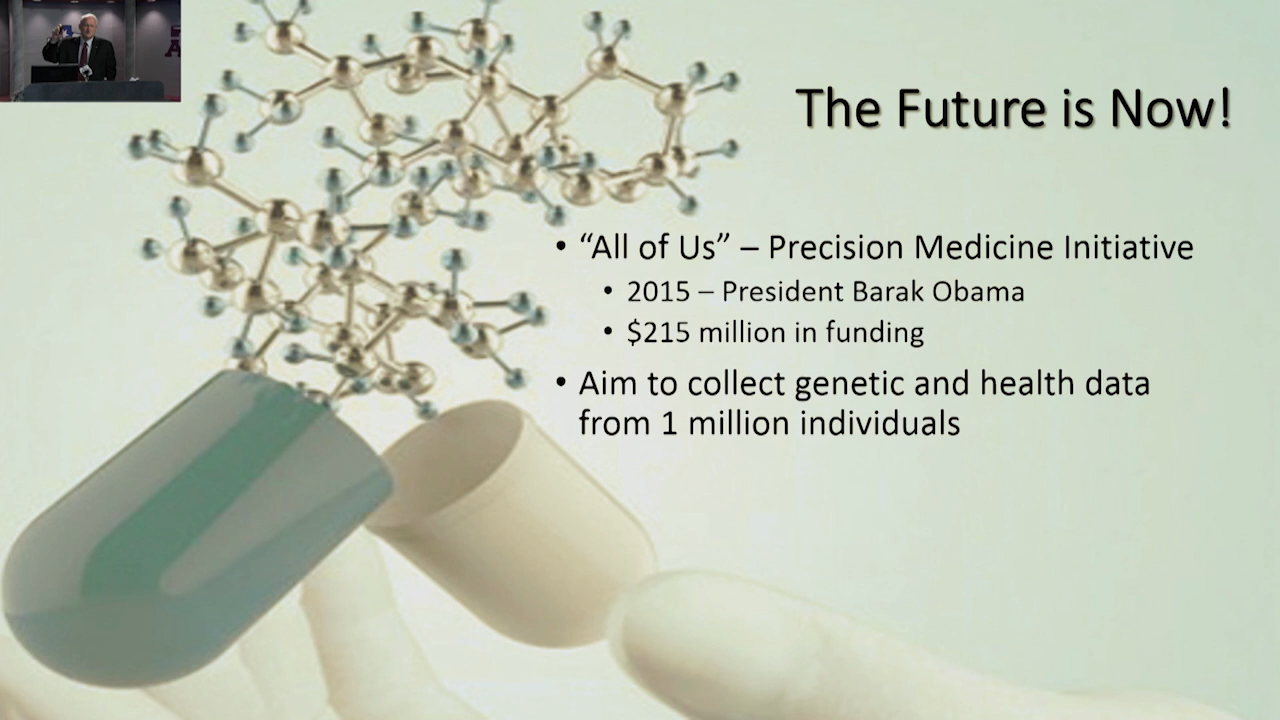 The Future is Now!
• “All of Us” – Precision Medicine Initiative
• 2015 – President Barak Obama
• $215 million in funding
• Aim to collect genetic and health data
from 1 million individuals